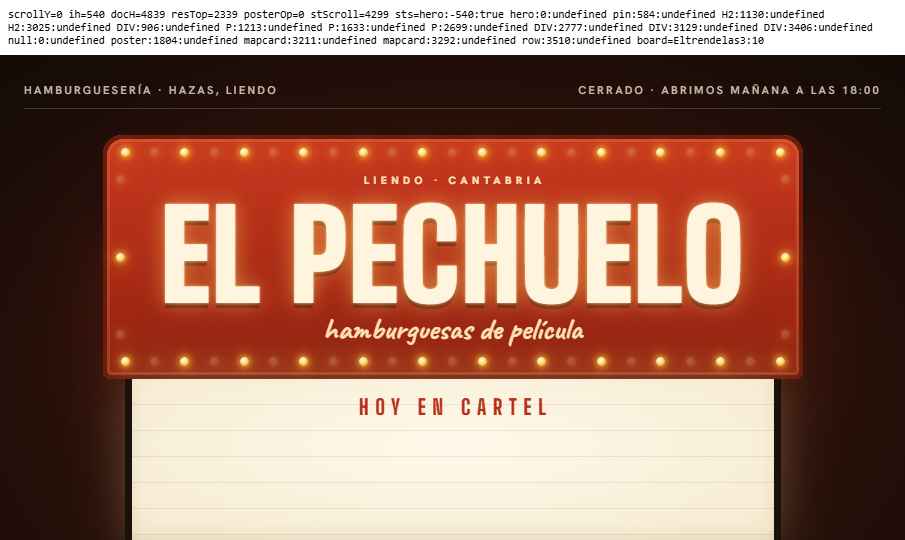 scrollY=0 ih=540 docH=4839 resTop=2339 posterOp=0 stScroll=4299 sts=hero:-540:true hero:0:undefined pin:584:undefined H2:1130:undefined
H2:3025:undefined DIV:906:undefined P:1213:undefined P:1633:undefined P:2699:undefined DIV:2777:undefined DIV:3129:undefined DIV:3406:undefined
null:0:undefined poster:1804:undefined mapcard:3211:undefined mapcard:3292:undefined row:3510:undefined board=Eltrendelas3:10
HAMBURGUESERÍA · HAZAS, LIENDO
CERRADO · ABRIMOS MAÑANA A LAS 18:00
LIENDO · CANTABRIA
EL PECHUELO
hamburguesas de película
HOY EN CARTEL